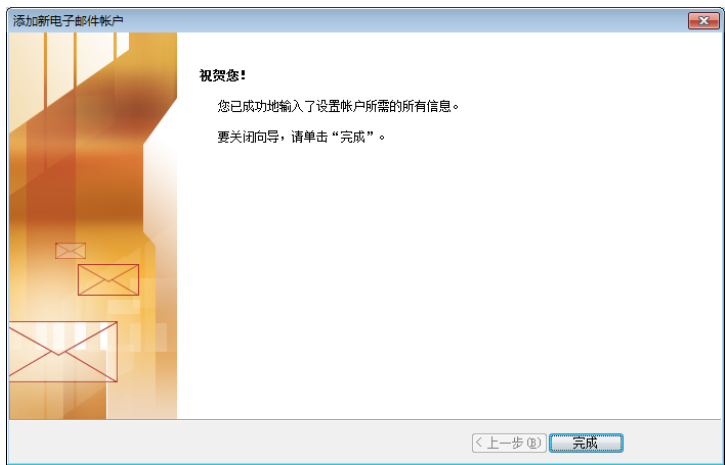 添加新电子邮件帐户
祝贺您!
您已成功地输入了设置帐户所需的所有信息。
要关闭向导，请单击“完成”。
<上一步(B) 完成